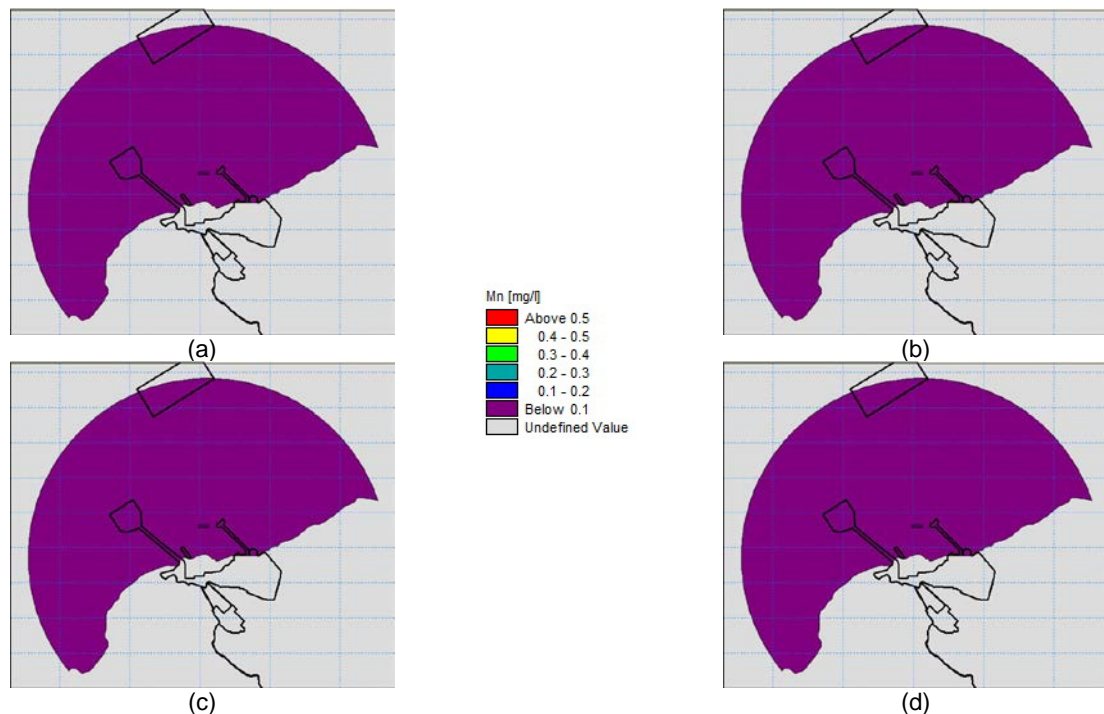 (a)
(b)
Mn [mg/l]
Above 0.5
0.4 - 0.5
0.3 - 0.4
0.2 - 0.3
0.1 - 0.2
Below 0.1
Undefined Value
(c)
(d)